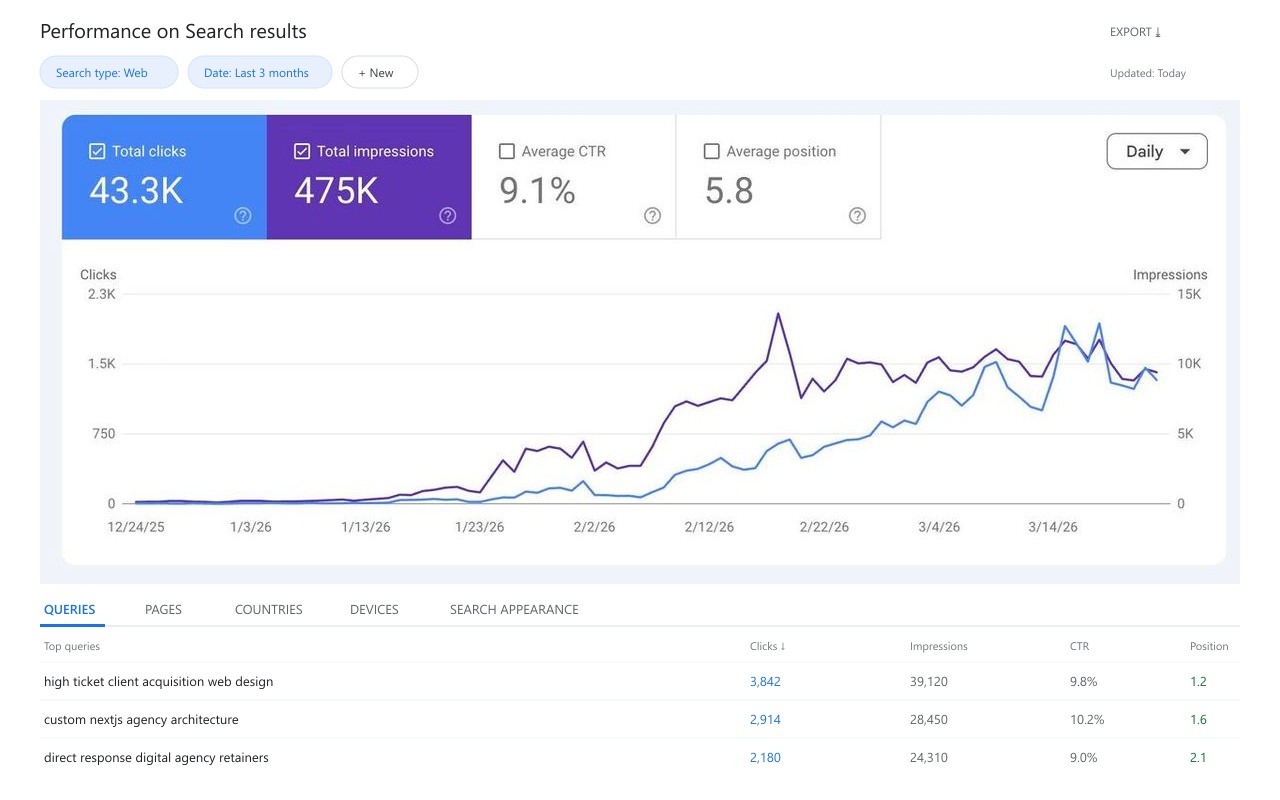 Performance on Search results
EXPORT ↓
Search type: Web
Date: Last 3 months
+ New
Updated: Today
Total clicks
43.3K
Total impressions
475K
Average CTR
9.1%
Average position
5.8
Daily
Clicks
Impressions
2.3K
15K
1.5K
10K
750
5K
0
0
12/24/25 1/3/26 1/13/26 1/23/26 2/2/26 2/12/26 2/22/26 3/4/26 3/14/26
QUERIES PAGES COUNTRIES DEVICES SEARCH APPEARANCE
Top queries Clicks ↓ Impressions CTR Position
high ticket client acquisition web design 3,842 39,120 9.8% 1.2
custom nextjs agency architecture 2,914 28,450 10.2% 1.6
direct response digital agency retainers 2,180 24,310 9.0% 2.1